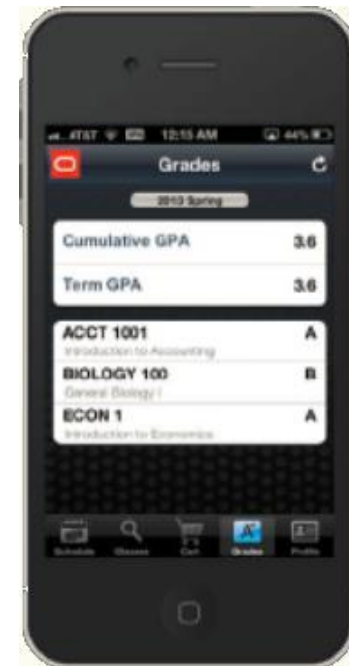 AT&T VPN 12:15 AM 44%
Grades
2013 Spring
Cumulative GPA 3.6
Term GPA 3.6
ACCT 1001 A
Introduction to Accounting
BIOLOGY 100 B
General Biology I
ECON 1 A
Introduction to Economics
Schedule Classes Cart Grades Profile